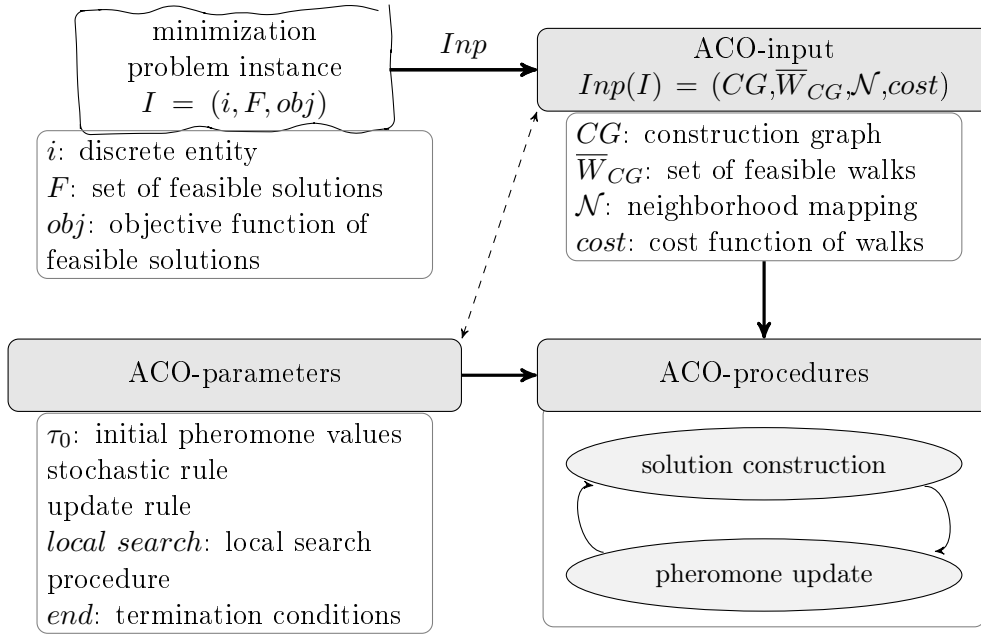 minimization
problem instance
I = (i, F, obj)
Inp
ACO-input
Inp(I) = (CG,W̅_CG,𝒩,cost)
i: discrete entity
F: set of feasible solutions
obj: objective function of
feasible solutions
CG: construction graph
W̅_CG: set of feasible walks
𝒩: neighborhood mapping
cost: cost function of walks
ACO-parameters
ACO-procedures
τ₀: initial pheromone values
stochastic rule
update rule
local search: local search
procedure
end: termination conditions
solution construction
pheromone update